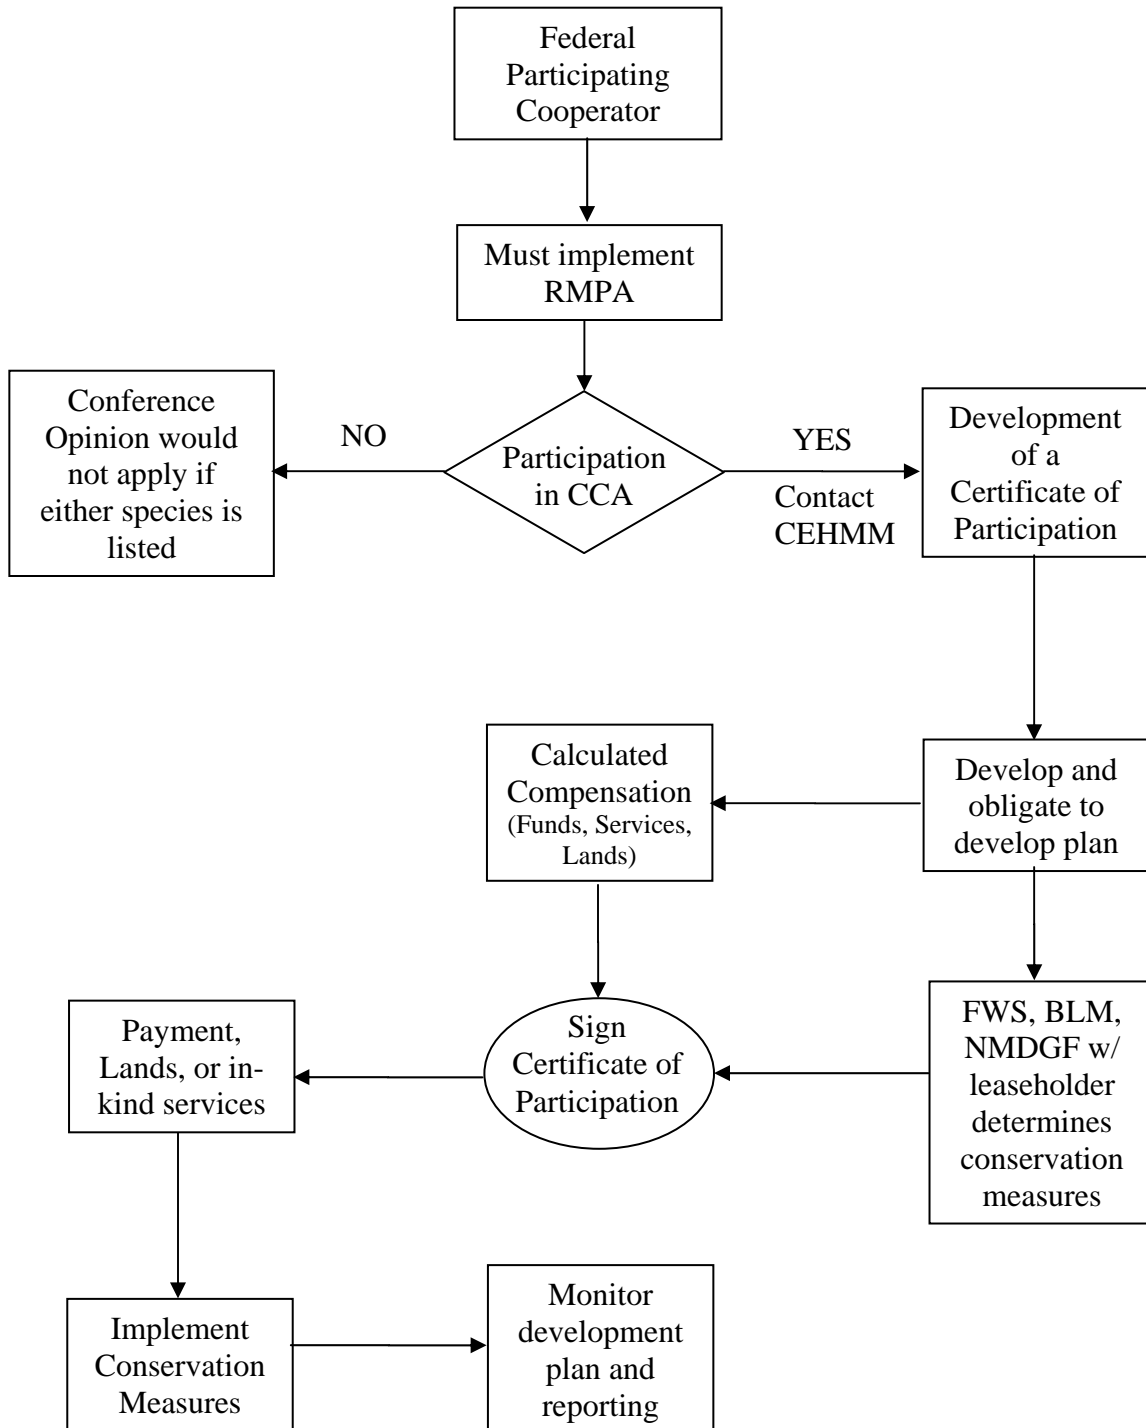 Federal
Participating
Cooperator
Must implement
RMPA
Conference
Opinion would
not apply if
either species is
listed
NO
Participation
in CCA
YES
Contact
CEHMM
Development
of a
Certificate of
Participation
Calculated
Compensation
(Funds, Services,
Lands)
Develop and
obligate to
develop plan
Payment,
Lands, or in-
kind services
Sign
Certificate of
Participation
FWS, BLM,
NMDGF w/
leaseholder
determines
conservation
measures
Implement
Conservation
Measures
Monitor
development
plan and
reporting